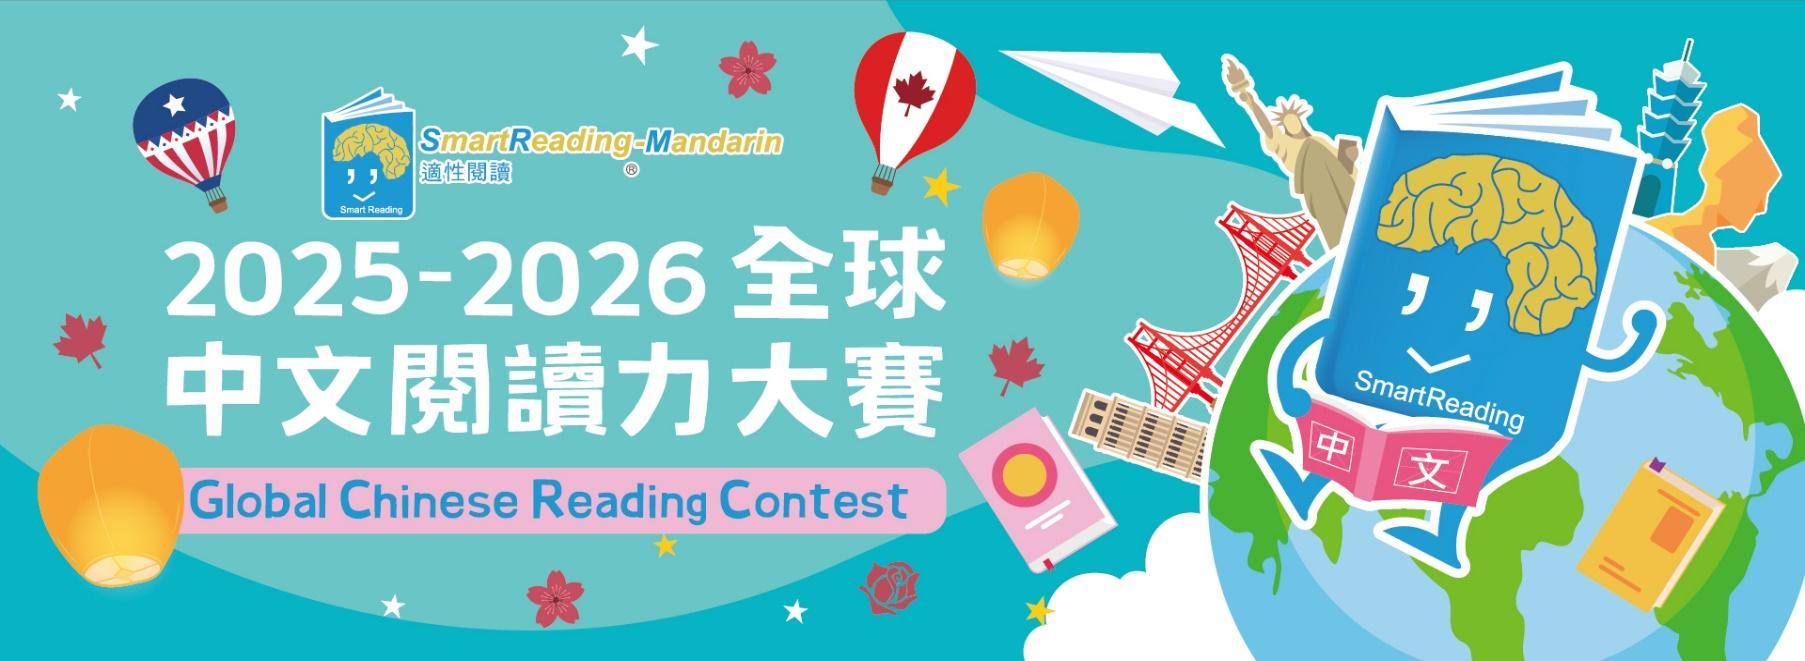 SmartReading-Mandarin
適性閱讀
®
Smart Reading
2025-2026 全球
中文閱讀力大賽
Global Chinese Reading Contest
SmartReading
中文